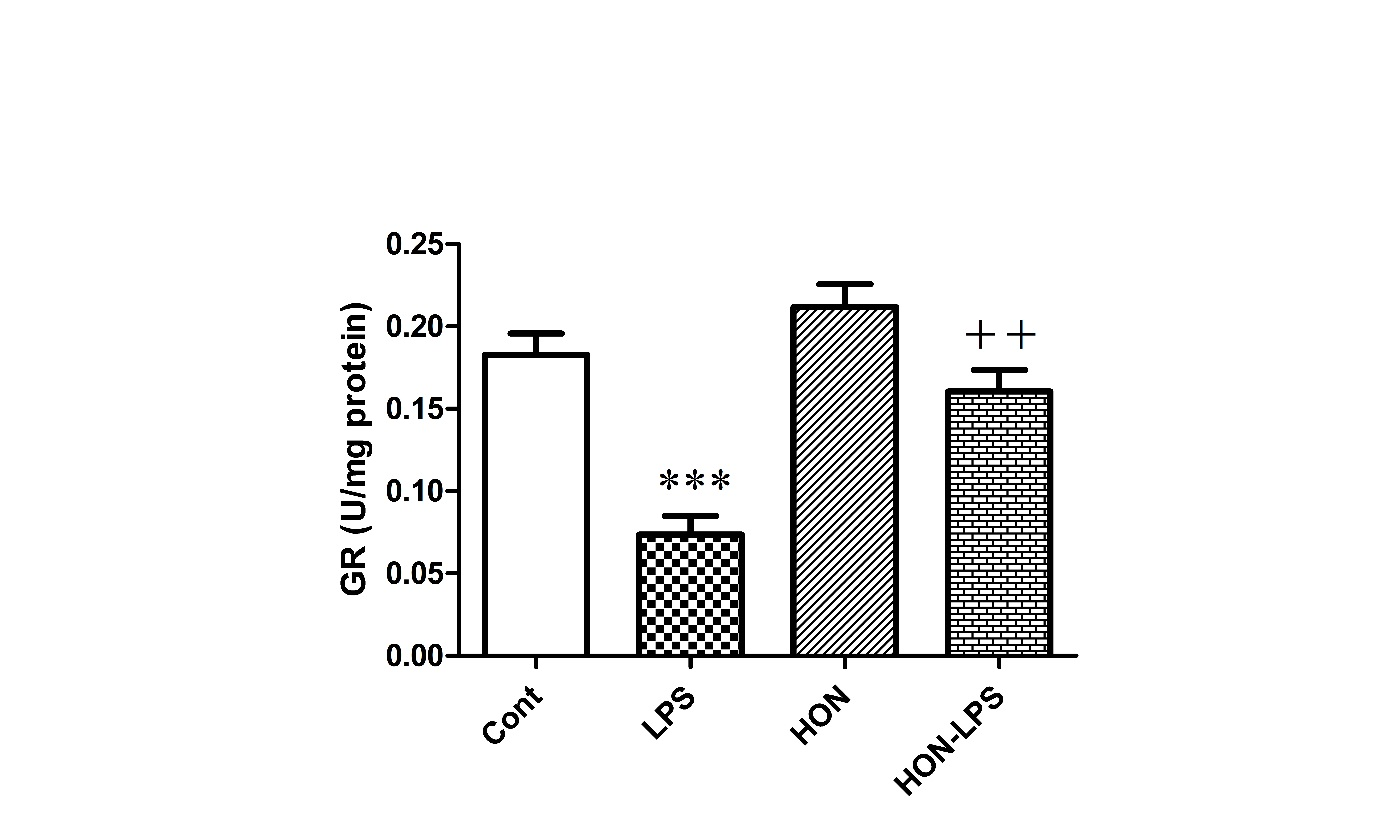 GR (U/mg protein)
0.25
0.20
0.15
0.10
0.05
0.00
***
++
Cont
LPS
HON
HON-LPS